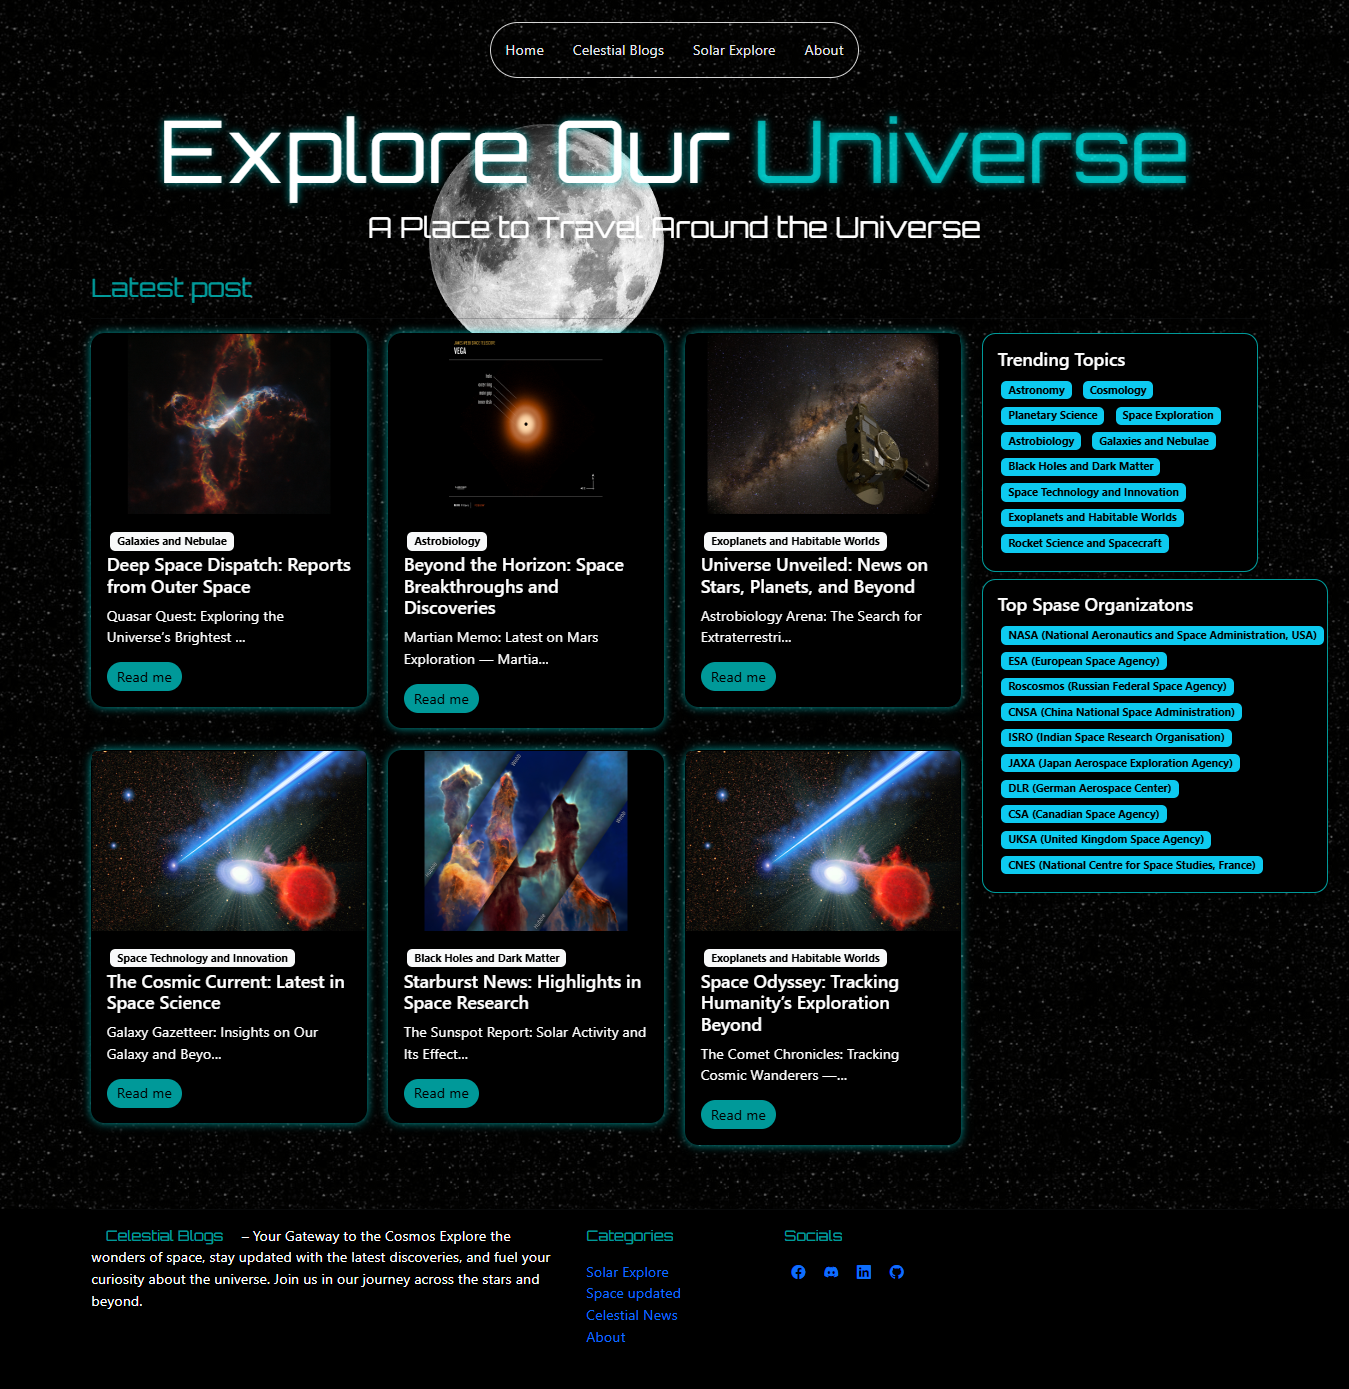 Home Celestial Blogs Solar Explore About
Explore Our Universe
A Place to Travel Around the Universe
Latest post
Galaxies and Nebulae
Deep Space Dispatch: Reports
from Outer Space
Quasar Quest: Exploring the
Universe’s Brightest ...
Read me
VEGA
Astrobiology
Beyond the Horizon: Space
Breakthroughs and
Discoveries
Martian Memo: Latest on Mars
Exploration — Martia...
Read me
Exoplanets and Habitable Worlds
Universe Unveiled: News on
Stars, Planets, and Beyond
Astrobiology Arena: The Search for
Extraterrestri...
Read me
Space Technology and Innovation
The Cosmic Current: Latest in
Space Science
Galaxy Gazetteer: Insights on Our
Galaxy and Beyo...
Read me
Webb
Webb
Hubble
Hubble
Black Holes and Dark Matter
Starburst News: Highlights in
Space Research
The Sunspot Report: Solar Activity and
Its Effect...
Read me
Exoplanets and Habitable Worlds
Space Odyssey: Tracking
Humanity’s Exploration
Beyond
The Comet Chronicles: Tracking
Cosmic Wanderers —...
Read me
Trending Topics
Astronomy Cosmology
Planetary Science Space Exploration
Astrobiology Galaxies and Nebulae
Black Holes and Dark Matter
Space Technology and Innovation
Exoplanets and Habitable Worlds
Rocket Science and Spacecraft
Top Spase Organizatons
NASA (National Aeronautics and Space Administration, USA)
ESA (European Space Agency)
Roscosmos (Russian Federal Space Agency)
CNSA (China National Space Administration)
ISRO (Indian Space Research Organisation)
JAXA (Japan Aerospace Exploration Agency)
DLR (German Aerospace Center)
CSA (Canadian Space Agency)
UKSA (United Kingdom Space Agency)
CNES (National Centre for Space Studies, France)
Celestial Blogs – Your Gateway to the Cosmos Explore the
wonders of space, stay updated with the latest discoveries, and fuel your
curiosity about the universe. Join us in our journey across the stars and
beyond.
Categories
Solar Explore
Space updated
Celestial News
About
Socials